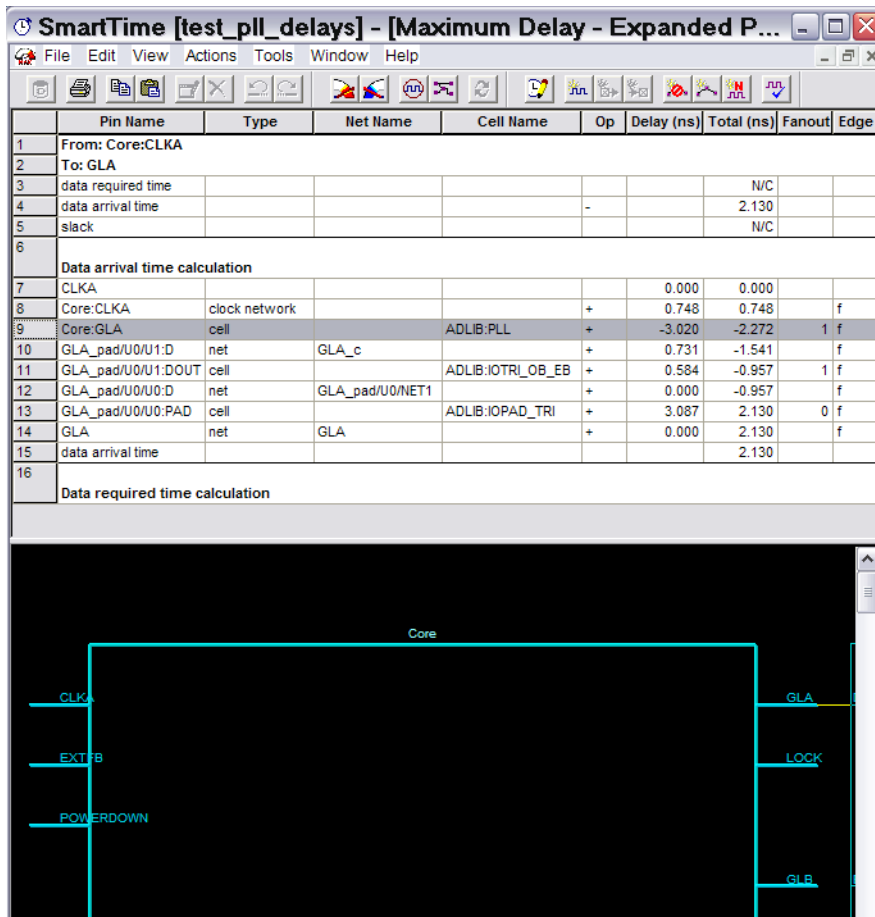 SmartTime [test_pll_delays] - [Maximum Delay - Expanded P...
File Edit View Actions Tools Window Help
Pin Name Type Net Name Cell Name Op Delay (ns) Total (ns) Fanout Edge
1 From: Core:CLKA
2 To: GLA
3 data required time N/C
4 data arrival time - 2.130
5 slack N/C
6
Data arrival time calculation
7 CLKA 0.000 0.000
8 Core:CLKA clock network + 0.748 0.748 f
9 Core:GLA cell ADLIB:PLL + -3.020 -2.272 1 f
10 GLA_pad/U0/U1:D net GLA_c + 0.731 -1.541 f
11 GLA_pad/U0/U1:DOUT cell ADLIB:IOTRI_OB_EB + 0.584 -0.957 1 f
12 GLA_pad/U0/U0:D net GLA_pad/U0/NET1 + 0.000 -0.957 f
13 GLA_pad/U0/U0:PAD cell ADLIB:IOPAD_TRI + 3.087 2.130 0 f
14 GLA net GLA + 0.000 2.130 f
15 data arrival time 2.130
16
Data required time calculation
Core
CLKA GLA
EXTFB LOCK
POWERDOWN
GLB